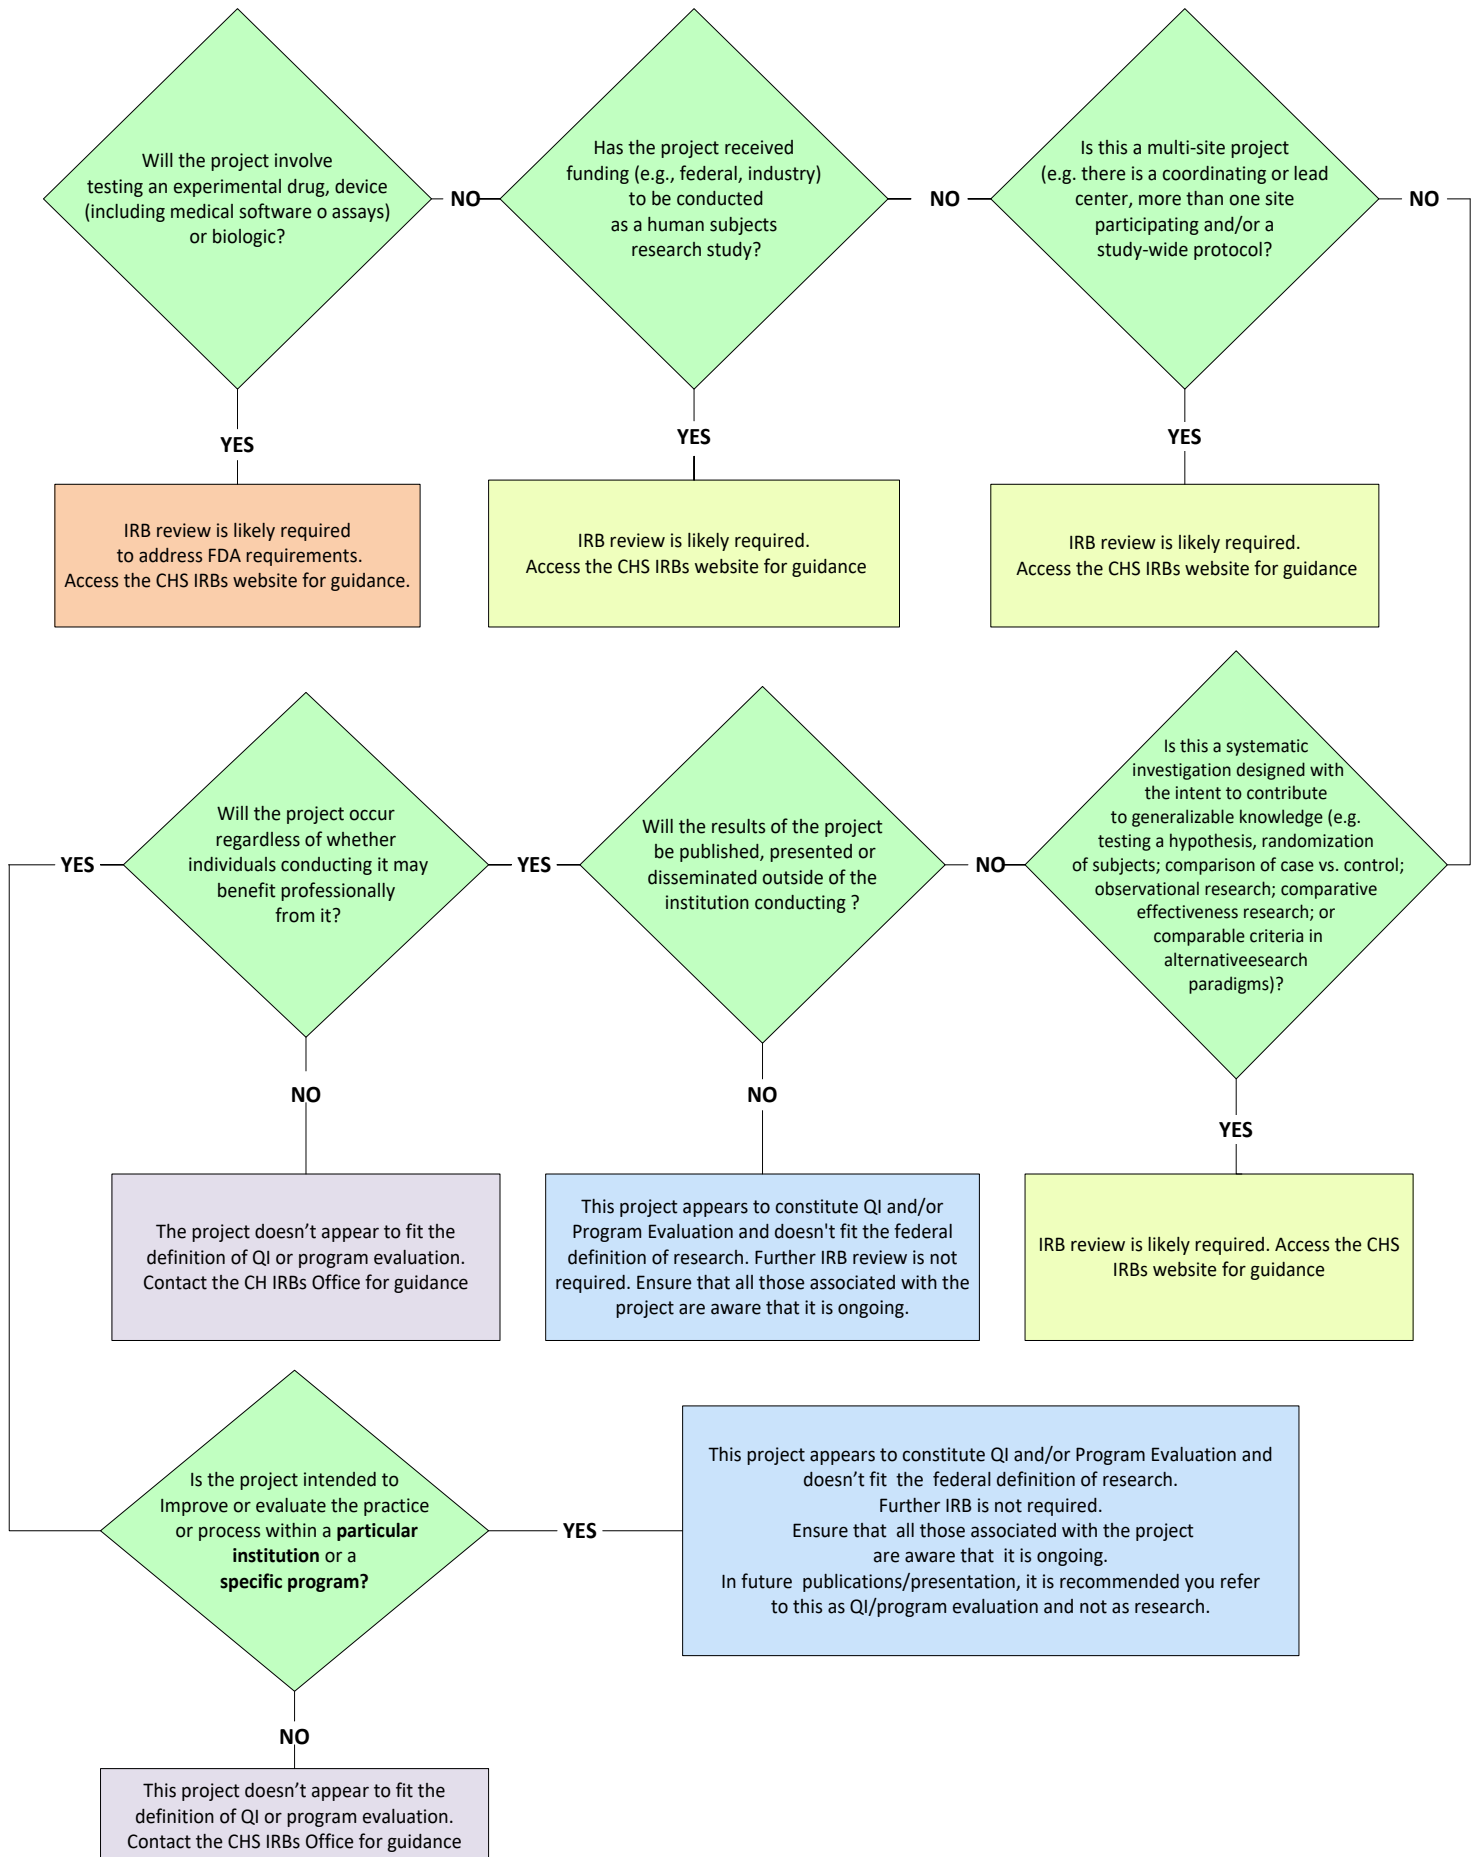 Will the project involve
testing an experimental drug, device
(including medical software o assays)
or biologic?
NO
Has the project received
funding (e.g., federal, industry)
to be conducted
as a human subjects
research study?
NO
Is this a multi-site project
(e.g. there is a coordinating or lead
center, more than one site
participating and/or a
study-wide protocol?
NO
YES
IRB review is likely required
to address FDA requirements.
Access the CHS IRBs website for guidance.
YES
IRB review is likely required.
Access the CHS IRBs website for guidance
YES
IRB review is likely required.
Access the CHS IRBs website for guidance
Is this a systematic
investigation designed with
the intent to contribute
to generalizable knowledge (e.g.
testing a hypothesis, randomization
of subjects; comparison of case vs. control;
observational research; comparative
effectiveness research; or
comparable criteria in
alternativeesearch
paradigms)?
NO
Will the results of the project
be published, presented or
disseminated outside of the
institution conducting ?
YES
Will the project occur
regardless of whether
individuals conducting it may
benefit professionally
from it?
YES
NO
The project doesn’t appear to fit the
definition of QI or program evaluation.
Contact the CH IRBs Office for guidance
NO
This project appears to constitute QI and/or
Program Evaluation and doesn't fit the federal
definition of research. Further IRB review is not
required. Ensure that all those associated with the
project are aware that it is ongoing.
YES
IRB review is likely required. Access the CHS
IRBs website for guidance
Is the project intended to
Improve or evaluate the practice
or process within a particular
institution or a
specific program?
YES
This project appears to constitute QI and/or Program Evaluation and
doesn’t fit the federal definition of research.
Further IRB is not required.
Ensure that all those associated with the project
are aware that it is ongoing.
In future publications/presentation, it is recommended you refer
to this as QI/program evaluation and not as research.
NO
This project doesn’t appear to fit the
definition of QI or program evaluation.
Contact the CHS IRBs Office for guidance